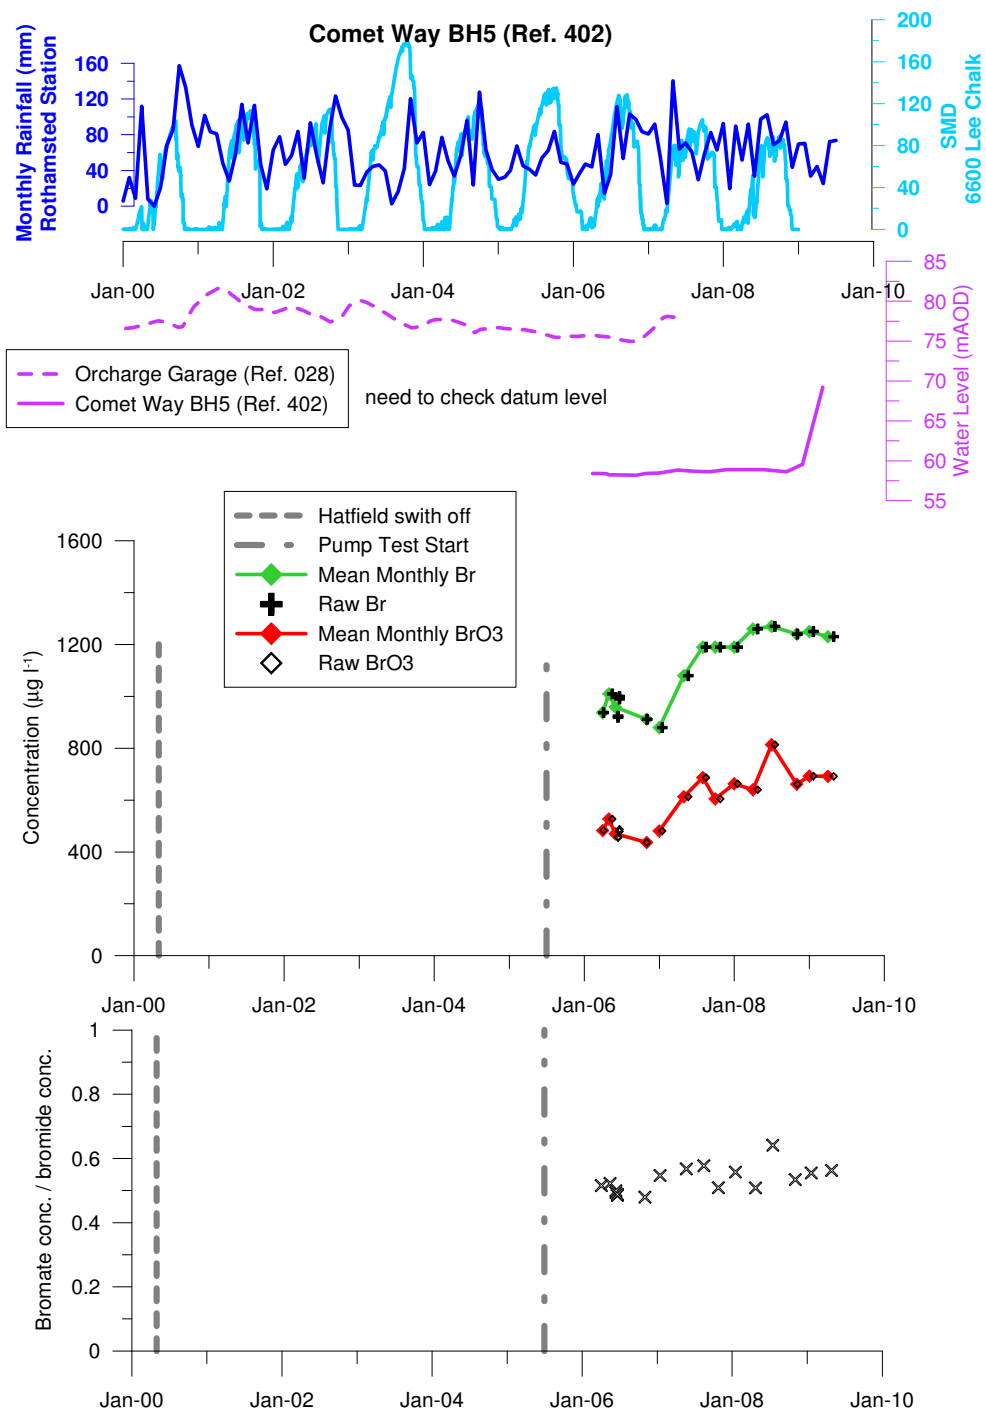 Comet Way BH5 (Ref. 402)
Monthly Rainfall (mm)
Rothamsted Station
160
120
80
40
0
200
160
120
80
40
0
SMD
6600 Lee Chalk
Jan-00
Jan-02
Jan-04
Jan-06
Jan-08
Jan-10
85
80
75
70
65
60
55
Water Level (mAOD)
Orcharge Garage (Ref. 028)
Comet Way BH5 (Ref. 402)
need to check datum level
Hatfield swith off
Pump Test Start
Mean Monthly Br
Raw Br
Mean Monthly BrO3
Raw BrO3
1600
1200
800
400
0
Concentration (µg l⁻¹)
Jan-00
Jan-02
Jan-04
Jan-06
Jan-08
Jan-10
1
0.8
0.6
0.4
0.2
0
Bromate conc. / bromide conc.
Jan-00
Jan-02
Jan-04
Jan-06
Jan-08
Jan-10